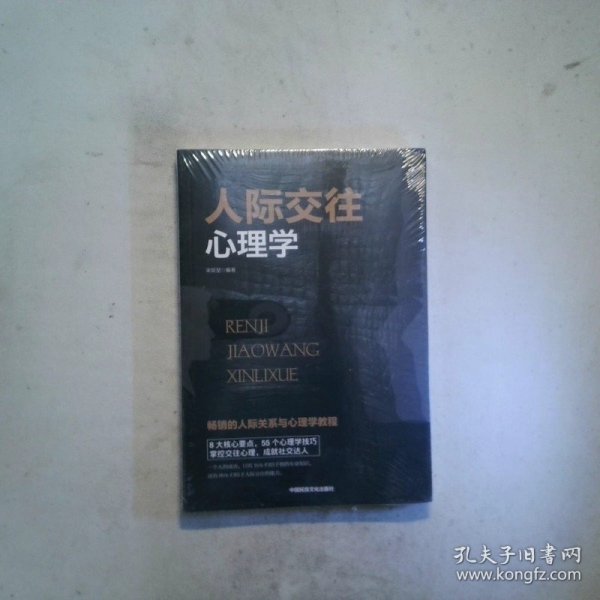 人际交往
心理学
编著
RENJI
JIAOWANG
XINLIXUE
畅销的人际关系与心理学教程
8大核心要点，55个心理学技巧
掌控交往心理，成就社交达人
孔夫子旧书网
www.kongfz.com